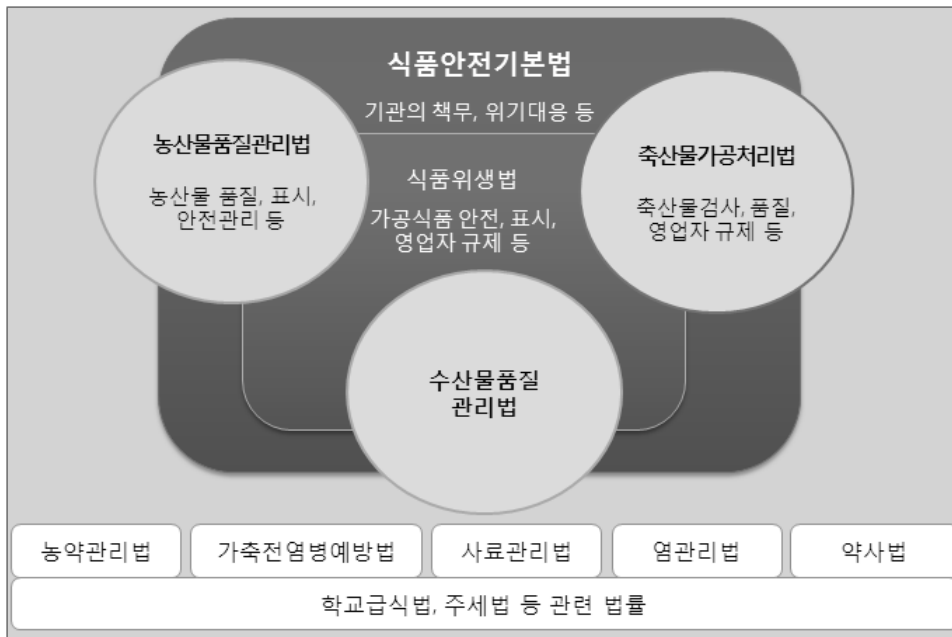 식품안전기본법
기관의 책무, 위기대응 등
농산물품질관리법
농산물 품질, 표시,
안전관리 등
식품위생법
가공식품 안전, 표시,
영업자 규제 등
축산물가공처리법
축산물검사, 품질,
영업자 규제 등
수산물품질
관리법
농약관리법
가축전염병예방법
사료관리법
염관리법
약사법
학교급식법, 주세법 등 관련 법률